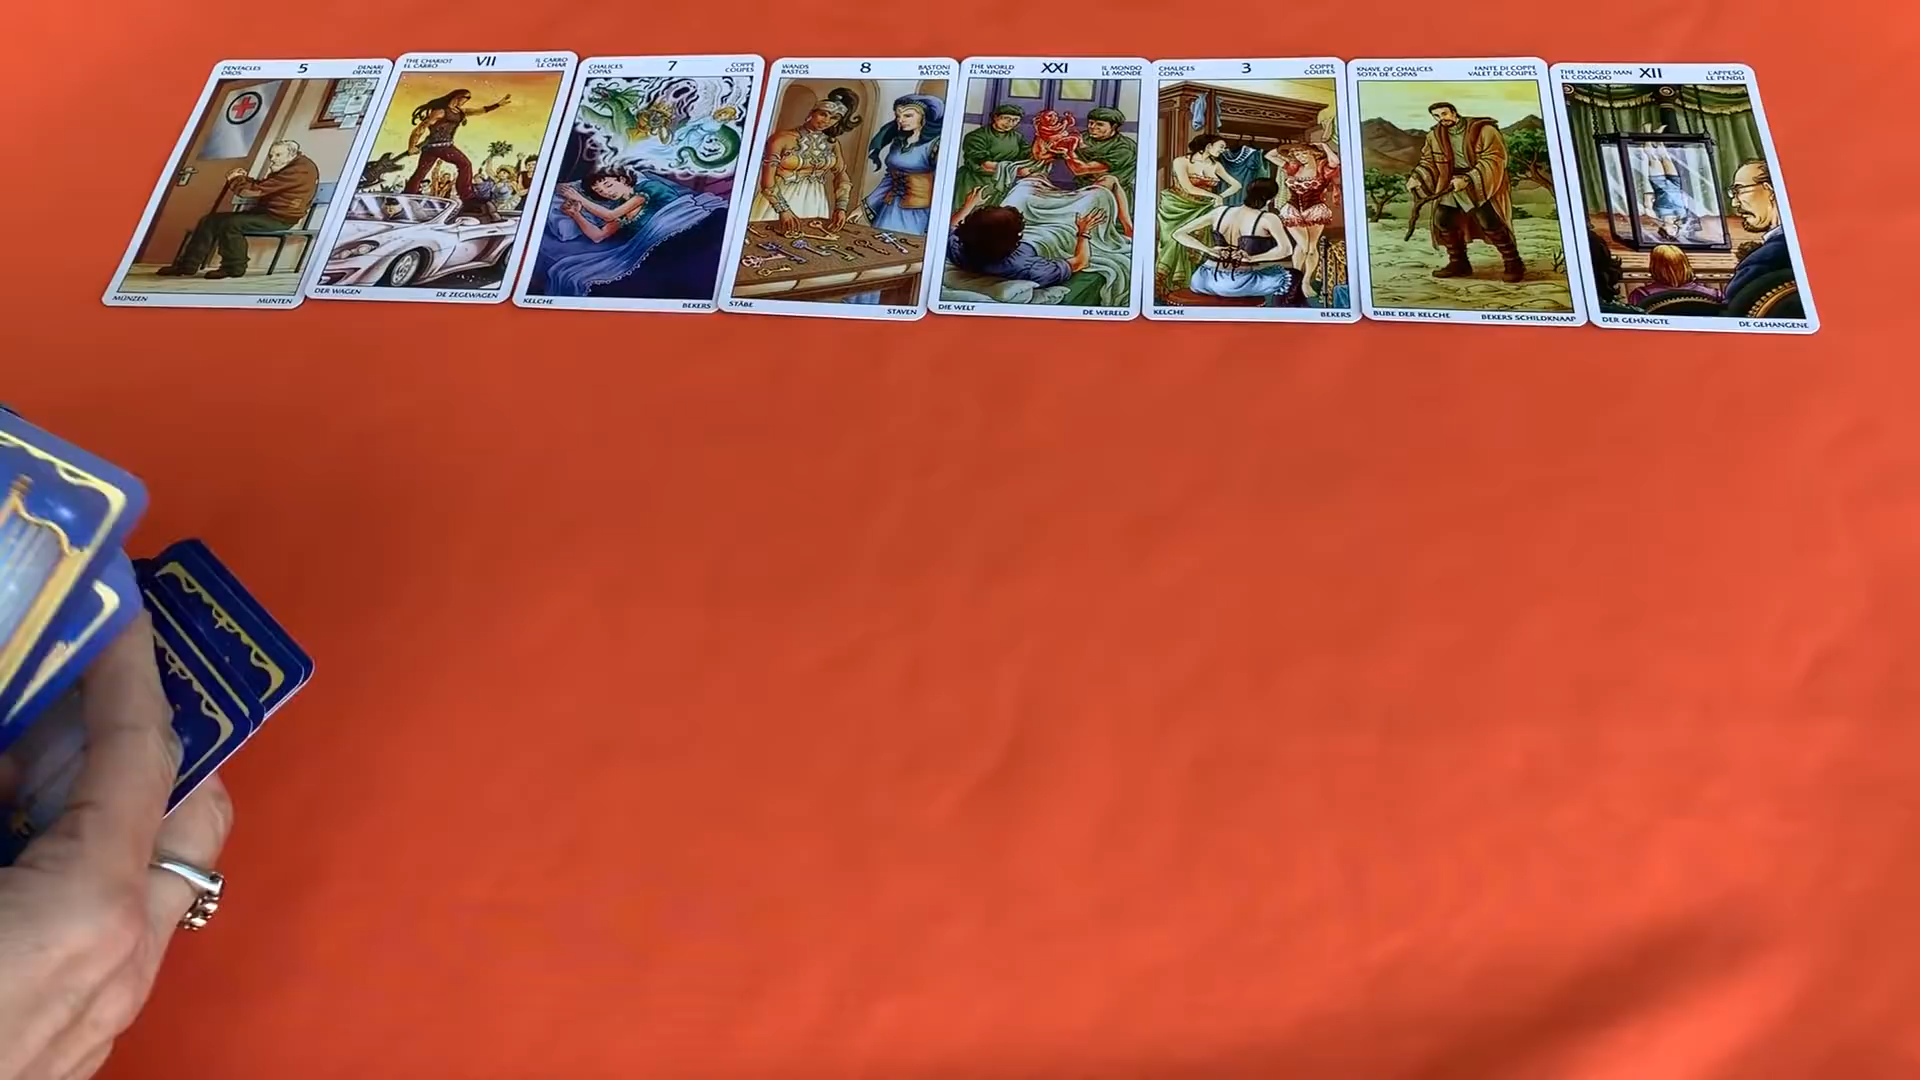 PENTACLES
OROS
5
DENARI
DENIERS
MÜNZEN
MUNTEN
THE CHARIOT
EL CARRO
VII
IL CARRO
LE CHAR
DER WAGEN
DE ZEGEWAGEN
CHALICES
COPAS
7
COPPE
COUPES
KELCHE
BEKERS
WANDS
BASTOS
8
BASTONI
BÂTONS
STÄBE
STAVEN
THE WORLD
EL MUNDO
XXI
IL MONDO
LE MONDE
DIE WELT
DE WERELD
CHALICES
COPAS
3
COPPE
COUPES
KELCHE
BEKERS
KNAVE OF CHALICES
SOTA DE COPAS
FANTE DI COPPE
VALET DE COUPES
BUBE DER KELCHE
BEKERS SCHILDKNAAP
THE HANGED MAN
EL COLGADO
XII
L'APPESO
LE PENDU
DER GEHÄNGTE
DE GEHANGENE